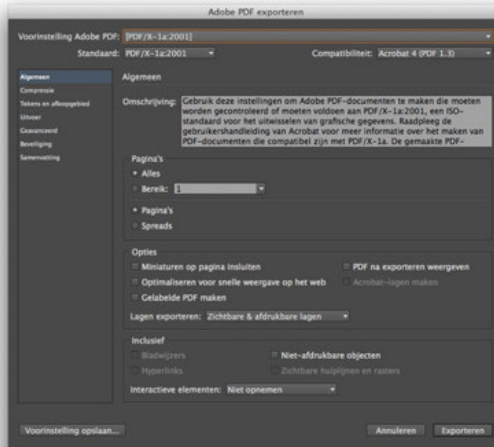 Adobe PDF exporteren
Voorinstelling Adobe PDF: [PDF/X-1a:2001]
Standaard: PDF/X-1a:2001 Compatibiliteit: Acrobat 4 (PDF 1.3)
Algemeen
Compressie
Tekens en afloopgebied
Uitvoer
Geavanceerd
Beveiliging
Samenvatting
Algemeen
Omschrijving: Gebruik deze instellingen om Adobe PDF-documenten te maken die moeten
worden gecontroleerd of moeten voldoen aan PDF/X-1a:2001, een ISO-
standaard voor het uitwisselen van grafische gegevens. Raadpleeg de
gebruikershandleiding van Acrobat voor meer informatie over het maken van
PDF-documenten die compatibel zijn met PDF/X-1a. De gemaakte PDF-
Pagina's
Alles
Bereik: 1
Pagina's
Spreads
Opties
Miniaturen op pagina insluiten PDF na exporteren weergeven
Optimaliseren voor snelle weergave op het web Acrobat-lagen maken
Gelabelde PDF maken
Lagen exporteren: Zichtbare & afdrukbare lagen
Inclusief
Bladwijzers Niet-afdrukbare objecten
Hyperlinks Zichtbare hulplijnen en rasters
Interactieve elementen: Niet opnemen
Voorinstelling opslaan... Annuleren Exporteren